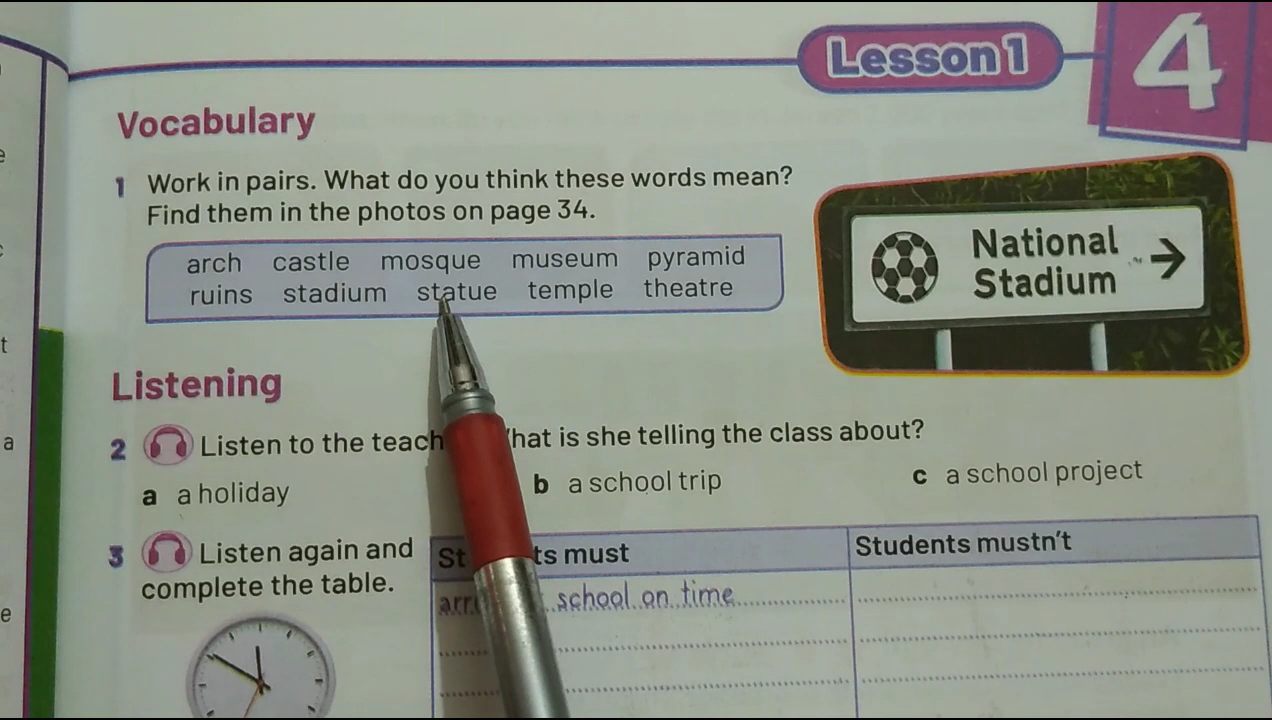 Lesson 1
4
Vocabulary
1 Work in pairs. What do you think these words mean?
Find them in the photos on page 34.
arch castle mosque museum pyramid
ruins stadium statue temple theatre
National
Stadium
Listening
2 Listen to the teach hat is she telling the class about?
a a holiday b a school trip c a school project
3 Listen again and
complete the table.
St ts must Students mustn't
arr school on time